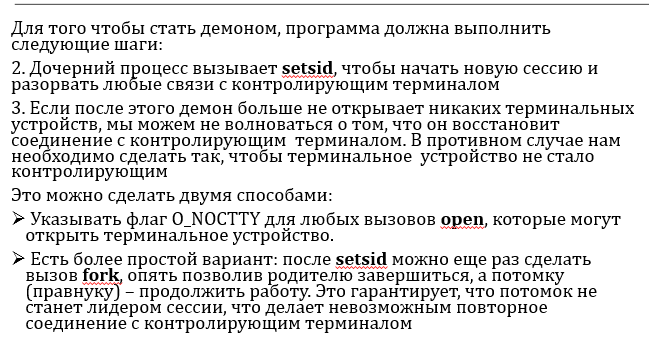 Для того чтобы стать демоном, программа должна выполнить
следующие шаги:
2. Дочерний процесс вызывает setsid, чтобы начать новую сессию и
разорвать любые связи с контролирующим терминалом
3. Если после этого демон больше не открывает никаких терминальных
устройств, мы можем не волноваться о том, что он восстановит
соединение с контролирующим терминалом. В противном случае нам
необходимо сделать так, чтобы терминальное устройство не стало
контролирующим
Это можно сделать двумя способами:
➢ Указывать флаг O_NOCTTY для любых вызовов open, которые могут
открыть терминальное устройство.
➢ Есть более простой вариант: после setsid можно еще раз сделать
вызов fork, опять позволив родителю завершиться, а потомку
(правнуку) – продолжить работу. Это гарантирует, что потомок не
станет лидером сессии, что делает невозможным повторное
соединение с контролирующим терминалом